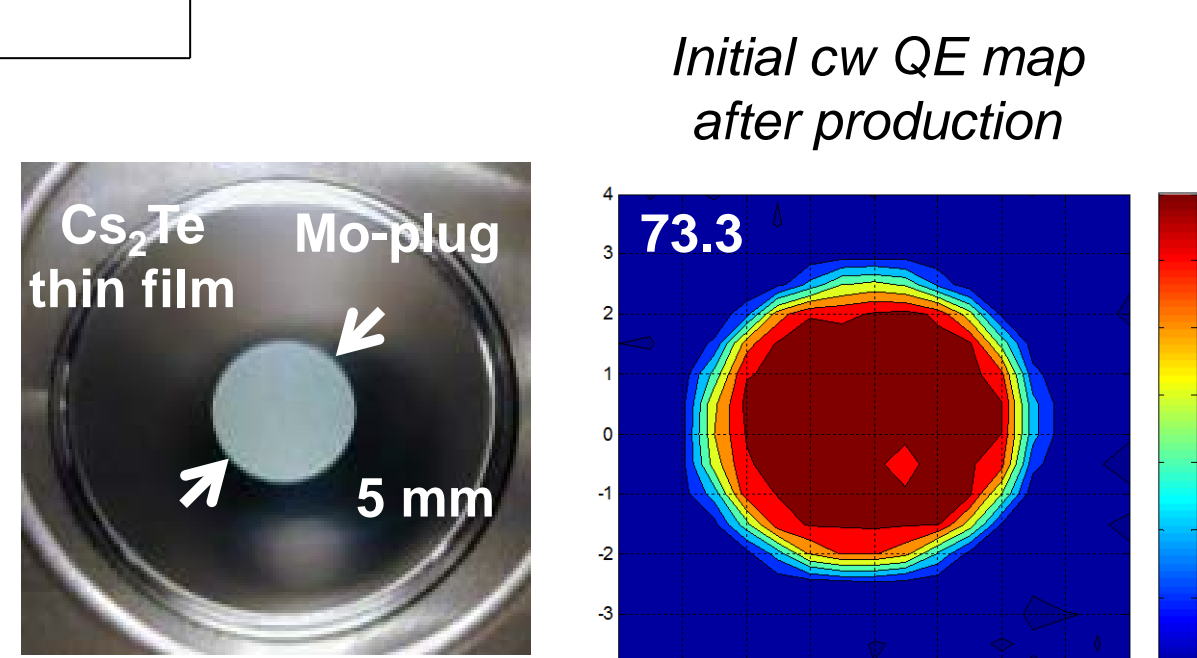 Initial cw QE map
after production
Cs₂Te
thin film
Mo-plug
5 mm
73.3
4
3
2
1
0
-1
-2
-3